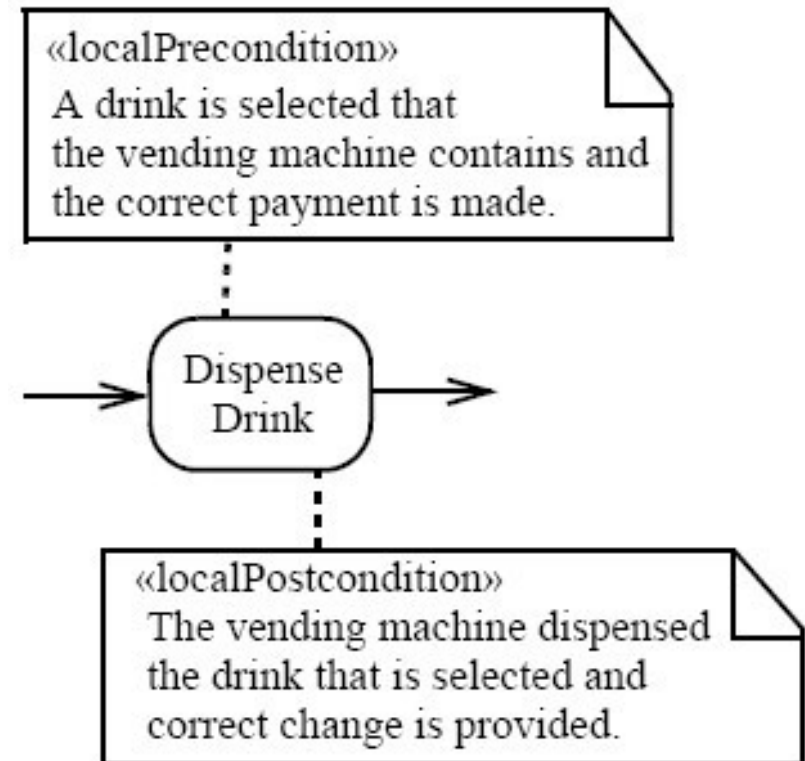 «localPrecondition»
A drink is selected that
the vending machine contains and
the correct payment is made.
Dispense
Drink
«localPostcondition»
The vending machine dispensed
the drink that is selected and
correct change is provided.